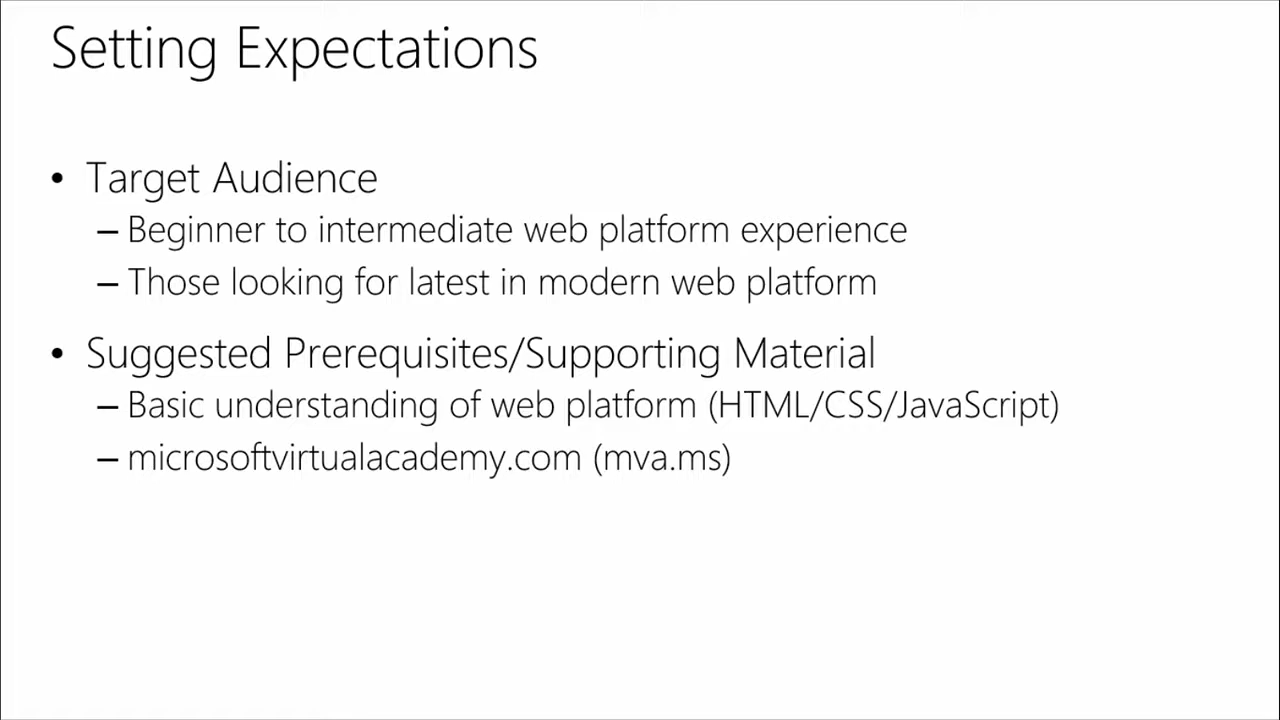 Setting Expectations
• Target Audience
– Beginner to intermediate web platform experience
– Those looking for latest in modern web platform
• Suggested Prerequisites/Supporting Material
– Basic understanding of web platform (HTML/CSS/JavaScript)
– microsoftvirtualacademy.com (mva.ms)